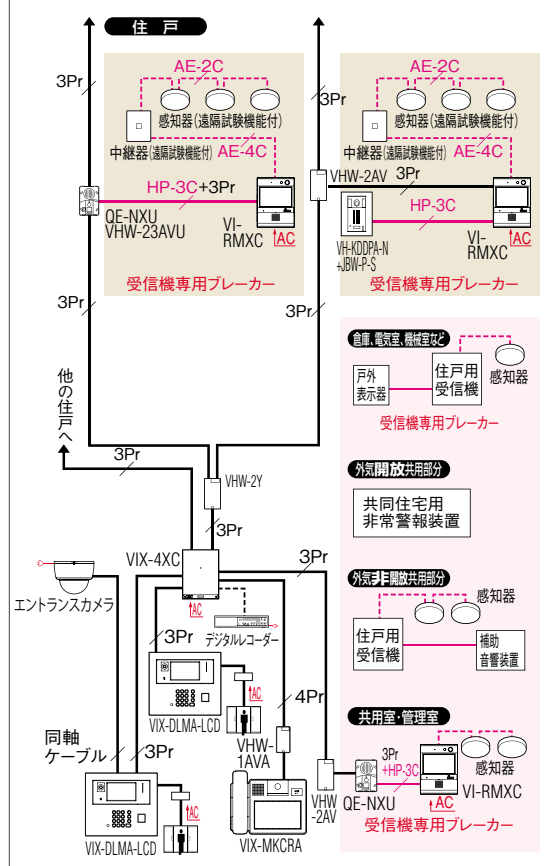 住 戸
3Pr
AE-2C
感知器(遠隔試験機能付)
中継器(遠隔試験機能付)
AE-4C
HP-3C+3Pr
QE-NXU
VHW-23AVU
VI-
RMXC
AC
受信機専用ブレーカー
3Pr
AE-2C
感知器(遠隔試験機能付)
中継器(遠隔試験機能付)
AE-4C
VHW-2AV
3Pr
HP-3C
VH-KDDPA-N
+JBW-P-S
VI-
RMXC
AC
受信機専用ブレーカー
3Pr
3Pr
他の住戸へ
3Pr
VHW-2Y
3Pr
VIX-4XC
AC
3Pr
エントランスカメラ
3Pr
デジタルレコーダー
VIX-DLMA-LCD
AC
4Pr
VHW-
1AVA
同軸
ケーブル
3Pr
VIX-DLMA-LCD
AC
VIX-MKCRA
VHW
-2AV
倉庫、電気室、機械室など
戸外
表示器
住戸用
受信機
感知器
受信機専用ブレーカー
外気開放共用部分
共同住宅用
非常警報装置
外気非開放共用部分
感知器
住戸用
受信機
補助
音響装置
共用室・管理室
3Pr
+HP-3C
QE-NXU
感知器
VI-RMXC
AC
受信機専用ブレーカー